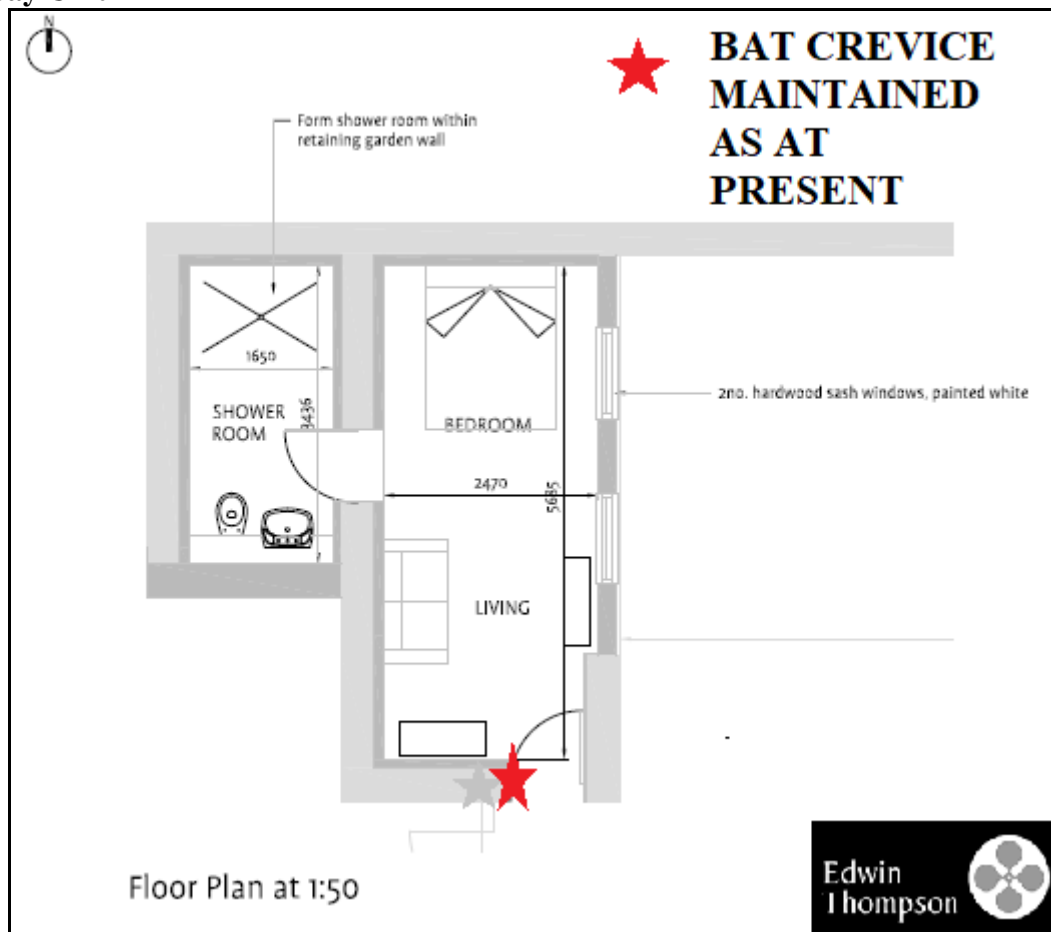 N
BAT CREVICE
MAINTAINED
AS AT
PRESENT
Form shower room within
retaining garden wall
1650
3436
SHOWER
ROOM
BEDROOM
2no. hardwood sash windows, painted white
2470
5685
LIVING
Floor Plan at 1:50
Edwin
Thompson